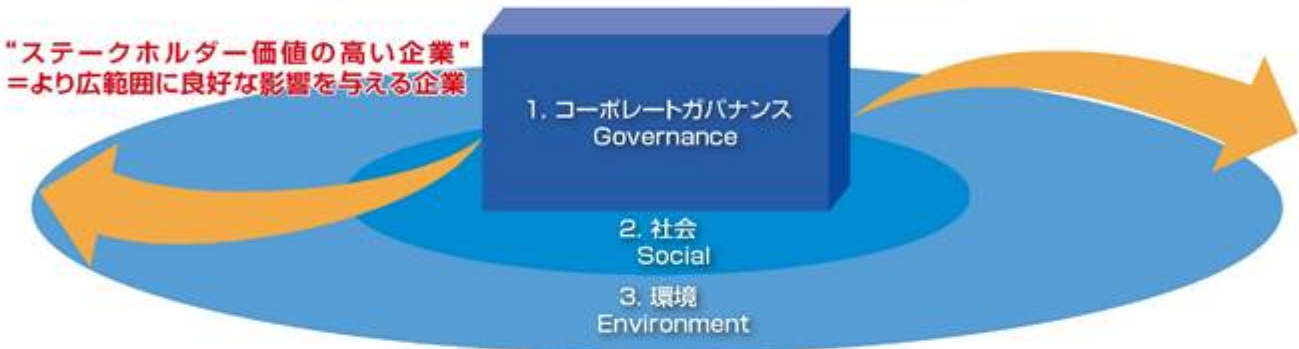 “ステークホルダー価値の高い企業”
=より広範囲に良好な影響を与える企業
1. コーポレートガバナンス
Governance
2. 社会
Social
3. 環境
Environment